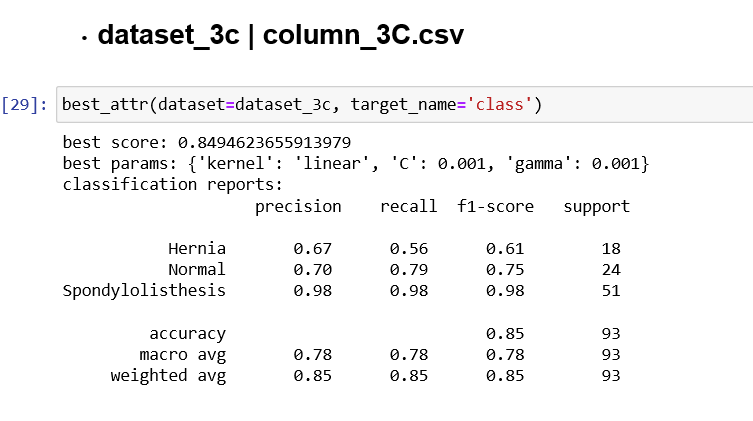 • dataset_3c | column_3C.csv
[29]: best_attr(dataset=dataset_3c, target_name='class')
best score: 0.8494623655913979
best params: {'kernel': 'linear', 'C': 0.001, 'gamma': 0.001}
classification reports:
precision recall f1-score support
Hernia 0.67 0.56 0.61 18
Normal 0.70 0.79 0.75 24
Spondylolisthesis 0.98 0.98 0.98 51
accuracy 0.85 93
macro avg 0.78 0.78 0.78 93
weighted avg 0.85 0.85 0.85 93